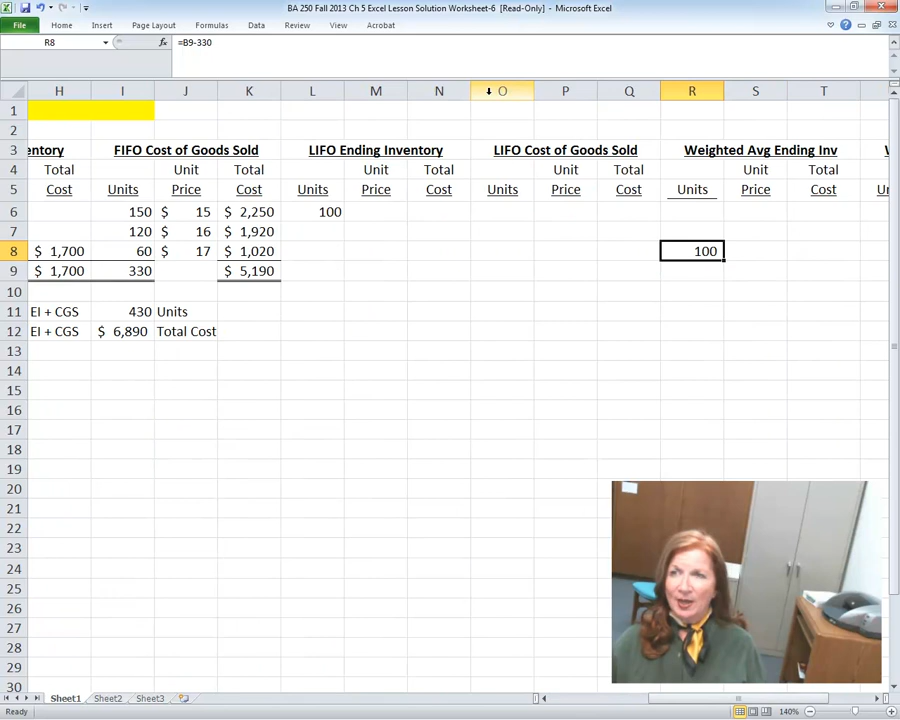 BA 250 Fall 2013 Ch 5 Excel Lesson Solution Worksheet-6 [Read-Only] - Microsoft Excel
File Home Insert Page Layout Formulas Data Review View Acrobat
R8 fx =B9-330
H I J K L M N O P Q R S T
1
2
3 entory FIFO Cost of Goods Sold LIFO Ending Inventory LIFO Cost of Goods Sold Weighted Avg Ending Inv W
4 Total Unit Total Unit Total Unit Total Unit Total
5 Cost Units Price Cost Units Price Cost Units Price Cost Units Price Cost Un
6 150 $ 15 $ 2,250 100
7 120 $ 16 $ 1,920
8 $ 1,700 60 $ 17 $ 1,020 100
9 $ 1,700 330 $ 5,190
10
11 EI + CGS 430 Units
12 EI + CGS $ 6,890 Total Cost
13
14
15
16
17
18
19
20
21
22
23
24
25
26
27
28
29
30
Sheet1 Sheet2 Sheet3
Ready 140%